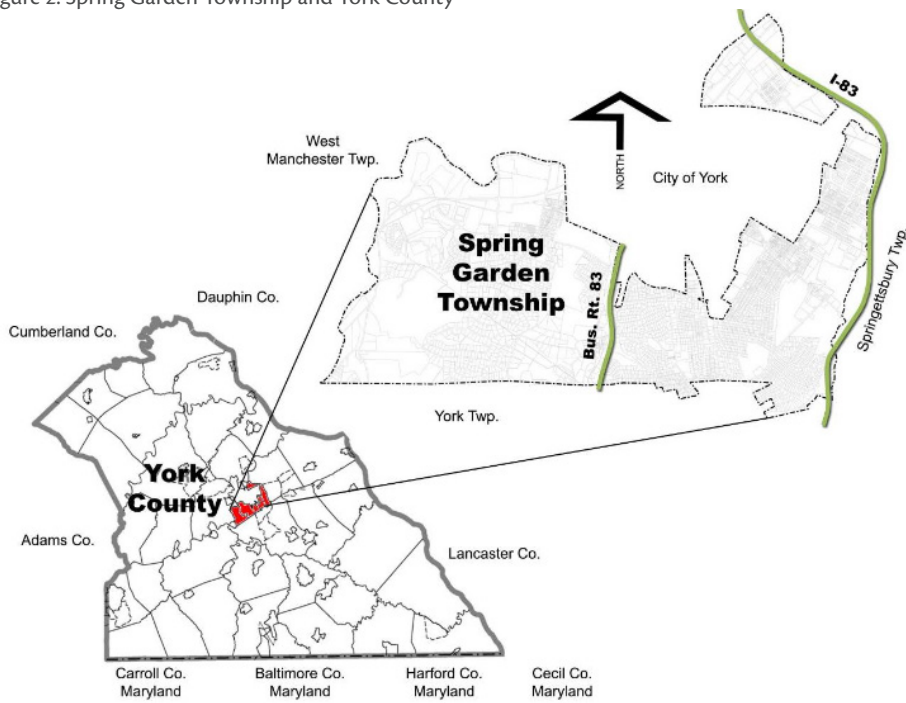 gure 2. Spring Garden Township and York County
I-83
West
Manchester Twp.
NORTH
City of York
Spring
Garden
Township
Bus. Rt. 83
Springettsbury Twp.
Dauphin Co.
Cumberland Co.
York Twp.
York
County
Adams Co.
Lancaster Co.
Carroll Co.
Maryland
Baltimore Co.
Maryland
Harford Co.
Maryland
Cecil Co.
Maryland